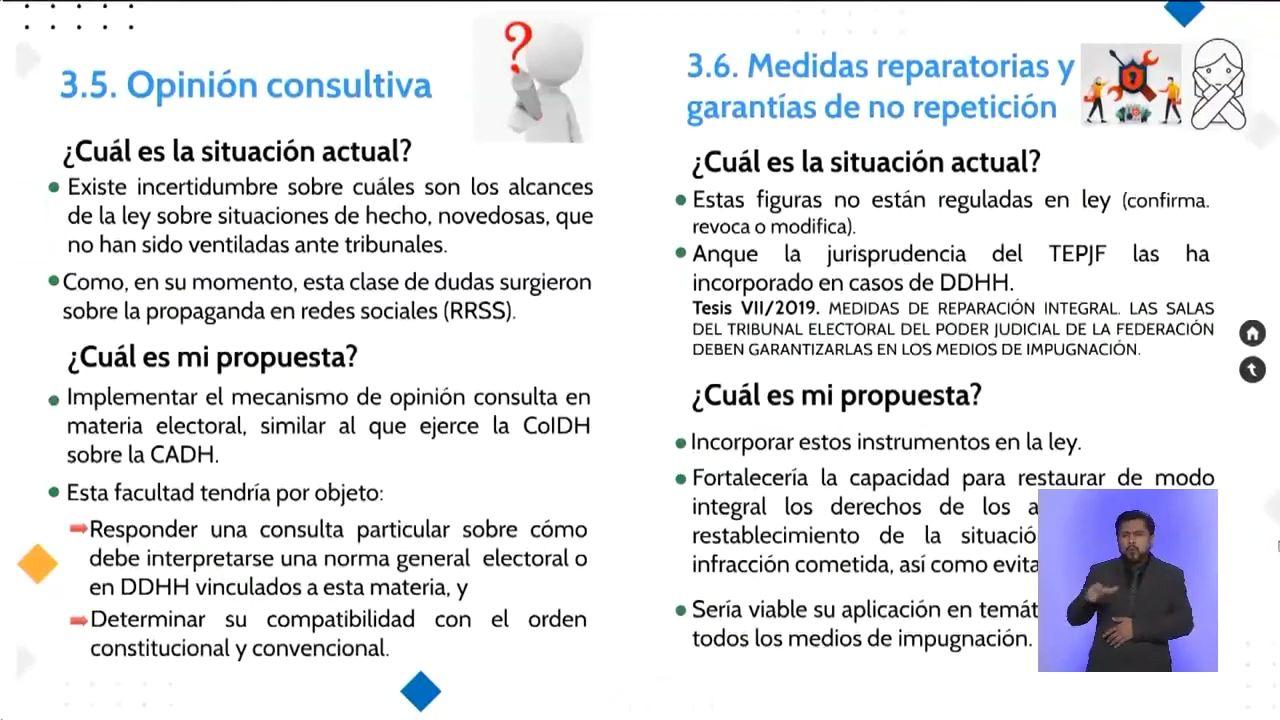 3.5. Opinión consultiva
¿Cuál es la situación actual?
Existe incertidumbre sobre cuáles son los alcances
de la ley sobre situaciones de hecho, novedosas, que
no han sido ventiladas ante tribunales.
Como, en su momento, esta clase de dudas surgieron
sobre la propaganda en redes sociales (RRSS).
¿Cuál es mi propuesta?
Implementar el mecanismo de opinión consulta en
materia electoral, similar al que ejerce la CoIDH
sobre la CADH.
Esta facultad tendría por objeto:
Responder una consulta particular sobre cómo
debe interpretarse una norma general electoral o
en DDHH vinculados a esta materia, y
Determinar su compatibilidad con el orden
constitucional y convencional.
3.6. Medidas reparatorias y
garantías de no repetición
¿Cuál es la situación actual?
Estas figuras no están reguladas en ley (confirma.
revoca o modifica).
Anque la jurisprudencia del TEPJF las ha
incorporado en casos de DDHH.
Tesis VII/2019. MEDIDAS DE REPARACIÓN INTEGRAL. LAS SALAS
DEL TRIBUNAL ELECTORAL DEL PODER JUDICIAL DE LA FEDERACIÓN
DEBEN GARANTIZARLAS EN LOS MEDIOS DE IMPUGNACIÓN.
¿Cuál es mi propuesta?
Incorporar estos instrumentos en la ley.
Fortalecería la capacidad para restaurar de modo
integral los derechos de los
restablecimiento de la
infracción cometida, así como
Sería viable su aplicación en
todos los medios de impugnación.